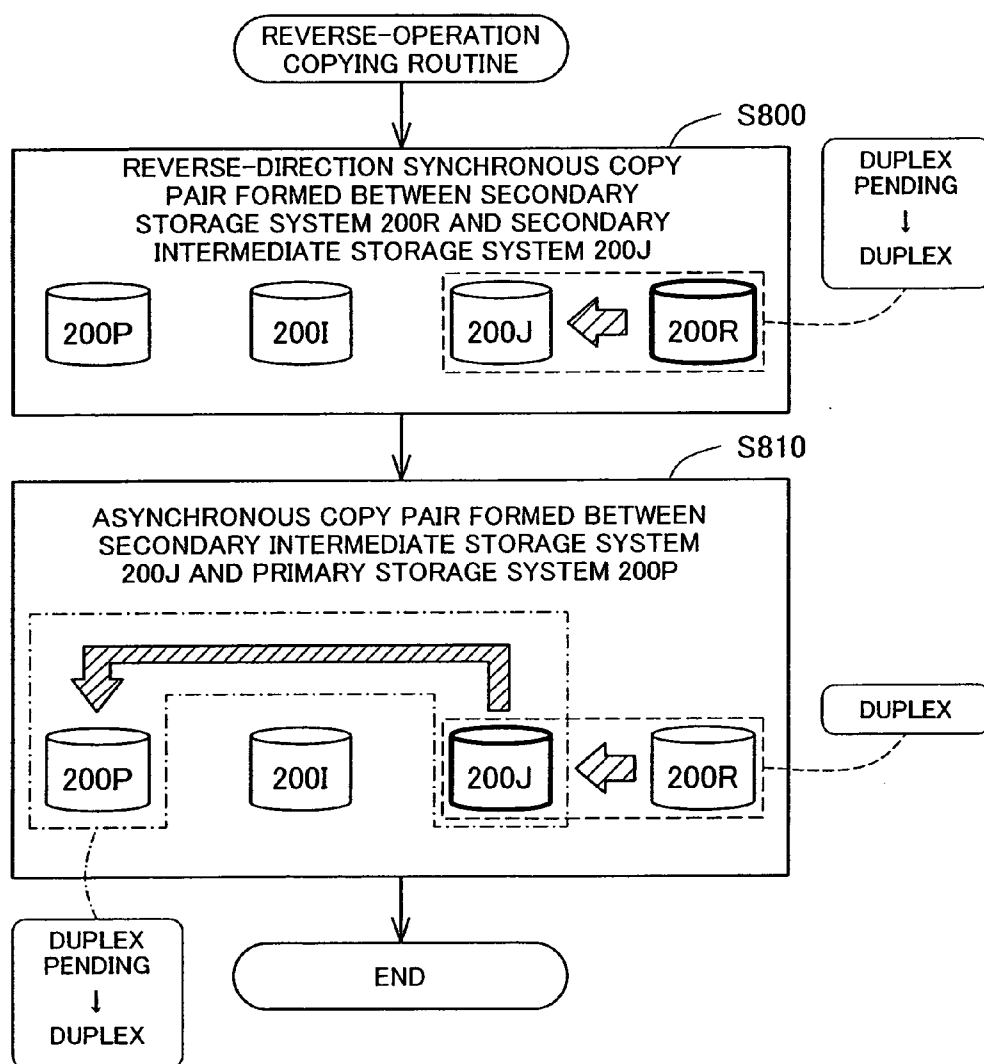 REVERSE-OPERATION
COPYING ROUTINE
S800
REVERSE-DIRECTION SYNCHRONOUS COPY
PAIR FORMED BETWEEN SECONDARY
STORAGE SYSTEM 200R AND SECONDARY
INTERMEDIATE STORAGE SYSTEM 200J
DUPLEX
PENDING
↓
DUPLEX
200P
200I
200J
200R
S810
ASYNCHRONOUS COPY PAIR FORMED BETWEEN
SECONDARY INTERMEDIATE STORAGE SYSTEM
200J AND PRIMARY STORAGE SYSTEM 200P
DUPLEX
200P
200I
200J
200R
DUPLEX
PENDING
↓
DUPLEX
END